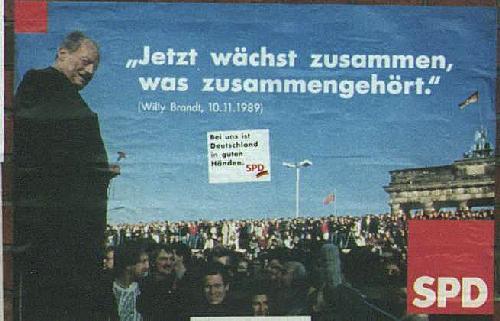 „Jetzt wächst zusammen,
was zusammengehört.“
(Willy Brandt, 10.11.1989)
Bei uns ist
Deutschland
in guten
Händen.
SPD
SPD